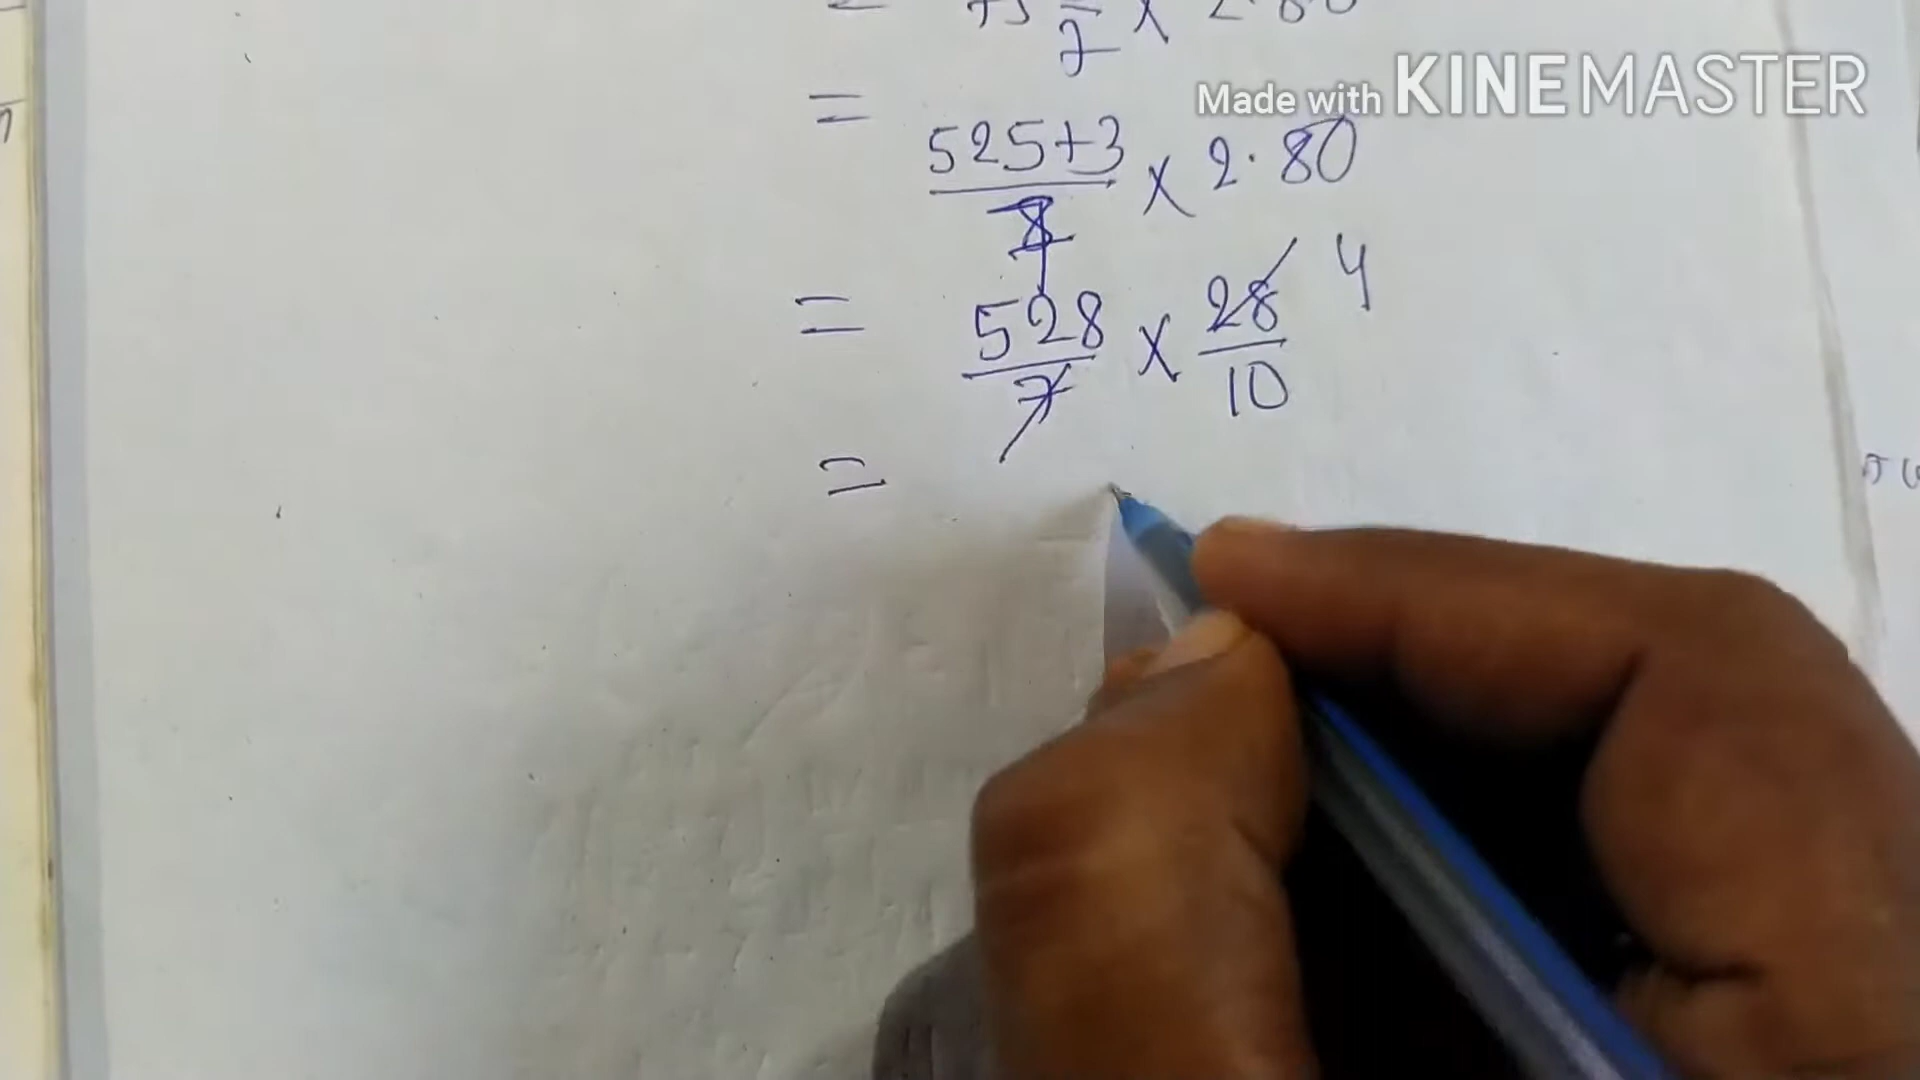 Made with KINEMASTER
= 525+3/7 × 2.80
= 528/7 × 28/10 4
=